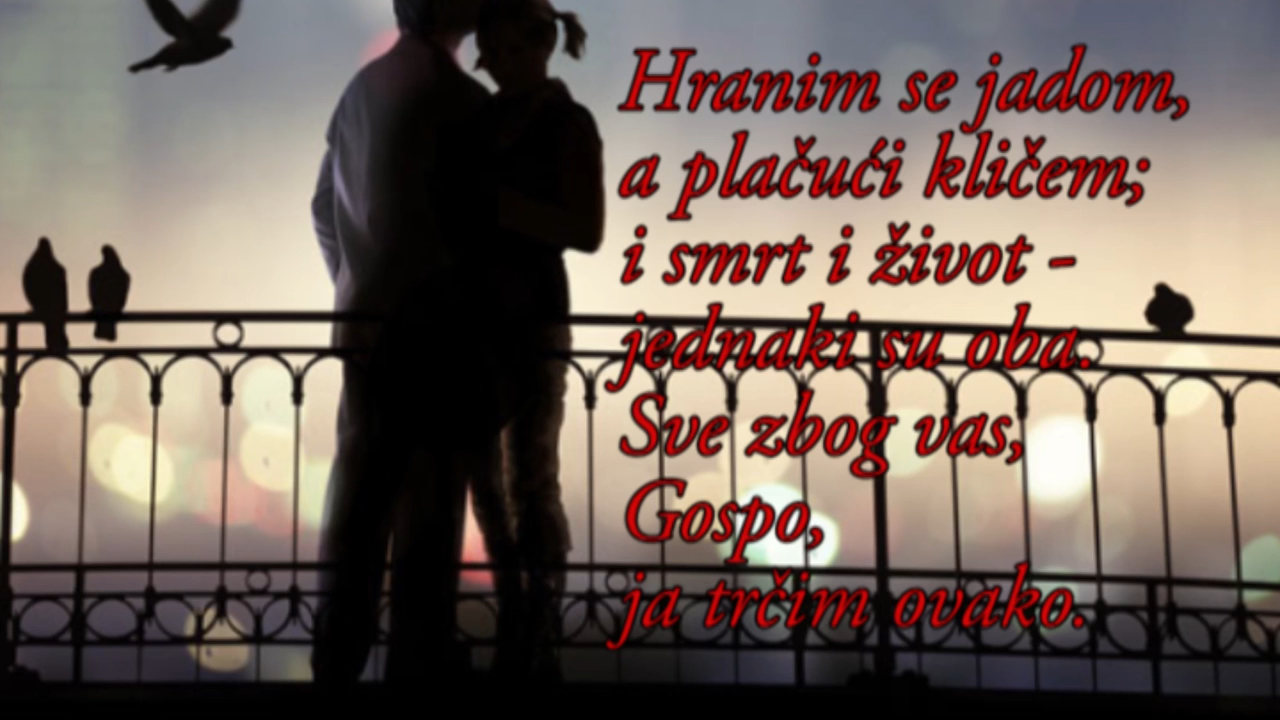 Hranim se jadom,
a plačući kličem;
i smrt i život -
jednaki su oba.
Sve zbog vas,
Gospo,
ja trčim ovako.